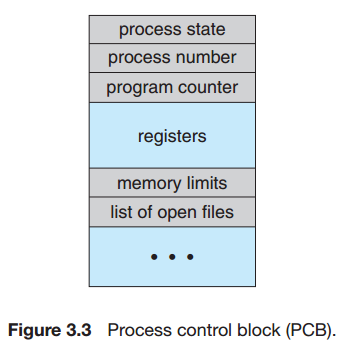 process state
process number
program counter
registers
memory limits
list of open files
• • •
Figure 3.3 Process control block (PCB).